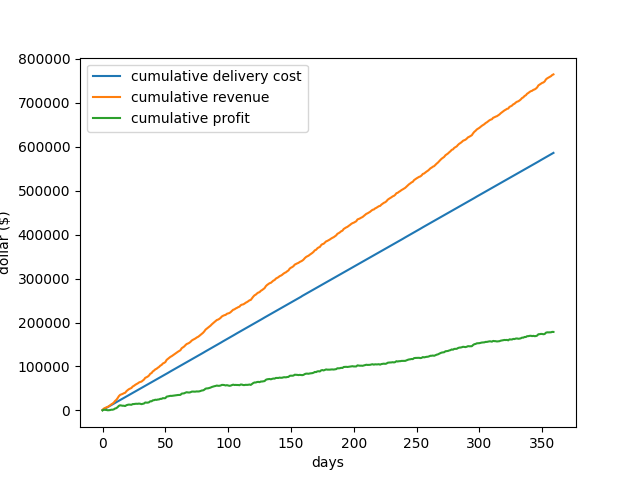 800000
700000
600000
500000
400000
300000
200000
100000
0
dollar ($)
cumulative delivery cost
cumulative revenue
cumulative profit
0 50 100 150 200 250 300 350
days